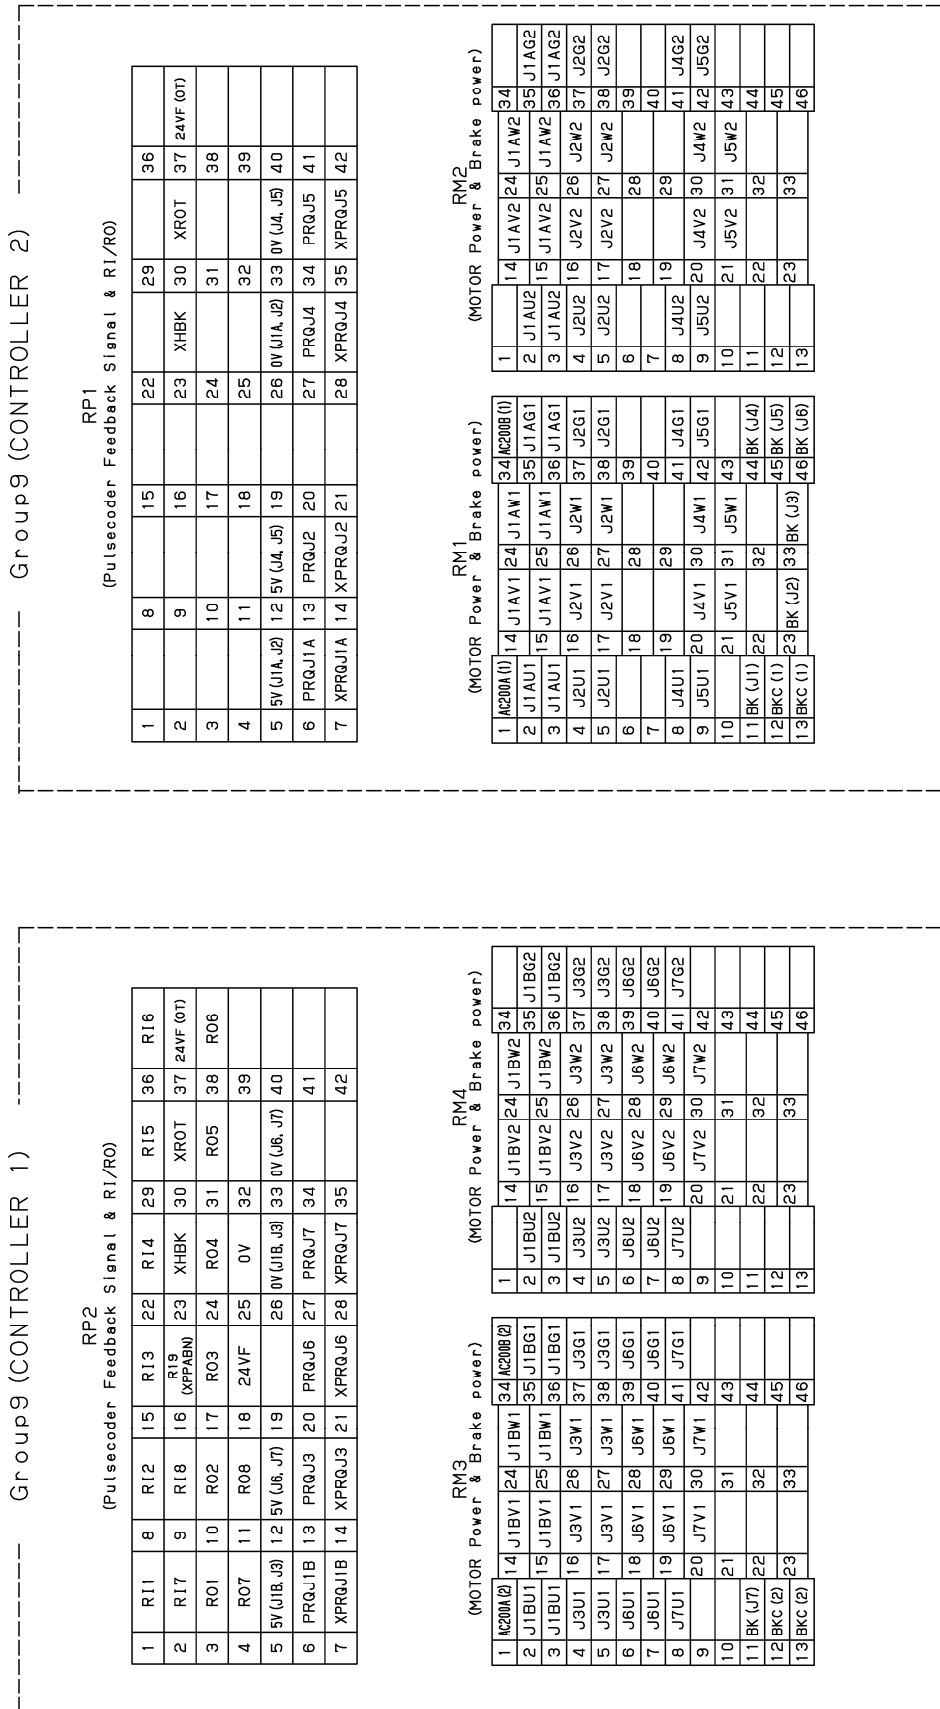 Group9 (CONTROLLER 1)
RP2
(Pulsecoder Feedback Signal & RI/RO)
1 RI1 8 RI2 15 RI3 22 RI4 29 RI5 36 RI6
2 RI7 9 RI8 16 RI9 (XPPABN) 23 XHBK 30 XROT 37 24VF (OT)
3 RO1 10 RO2 17 RO3 24 RO4 31 RO5 38 RO6
4 RO7 11 RO8 18 24VF 25 0V 32 39
5 5V (J1B, J3) 12 5V (J6, J7) 19 26 0V (J1B, J3) 33 0V (J6, J7) 40
6 PRQJ1B 13 PRQJ3 20 PRQJ6 27 PRQJ7 34 41
7 XPRQJ1B 14 XPRQJ3 21 XPRQJ6 28 XPRQJ7 35 42
RM3
(MOTOR Power & Brake power)
1 AC200A (2) 14 J1BV1 24 J1BW1 34 AC200B (2)
2 J1BU1 35 J1BG1
3 J1BU1 15 J1BV1 25 J1BW1 36 J1BG1
4 J3U1 16 J3V1 26 J3W1 37 J3G1
5 J3U1 17 J3V1 27 J3W1 38 J3G1
6 J6U1 18 J6V1 28 J6W1 39 J6G1
7 J6U1 19 J6V1 29 J6W1 40 J6G1
8 J7U1 41 J7G1
9 20 J7V1 30 J7W1 42
10 21 31 43
11 BK (J7) 22 32 44
12 BKC (2) 45
13 BKC (2) 23 33 46
RM4
(MOTOR Power & Brake power)
1 14 J1BV2 24 J1BW2 34
2 J1BU2 35 J1BG2
3 J1BU2 15 J1BV2 25 J1BW2 36 J1BG2
4 J3U2 16 J3V2 26 J3W2 37 J3G2
5 J3U2 17 J3V2 27 J3W2 38 J3G2
6 J6U2 18 J6V2 28 J6W2 39 J6G2
7 J6U2 19 J6V2 29 J6W2 40 J6G2
8 J7U2 41 J7G2
9 20 J7V2 30 J7W2 42
10 21 31 43
11 22 32 44
12 45
13 23 33 46
Group9 (CONTROLLER 2)
RP1
(Pulsecoder Feedback Signal & RI/RO)
1 8 15 22 29 36
2 9 16 23 XHBK 30 XROT 37 24VF (OT)
3 10 17 24 31 38
4 11 18 25 32 39
5 5V (J1A, J2) 12 5V (J4, J5) 19 26 0V (J1A, J2) 33 0V (J4, J5) 40
6 PRQJ1A 13 PRQJ2 20 27 PRQJ4 34 PRQJ5 41
7 XPRQJ1A 14 XPRQJ2 21 28 XPRQJ4 35 XPRQJ5 42
RM1
(MOTOR Power & Brake power)
1 AC200A (1) 14 J1AV1 24 J1AW1 34 AC200B (1)
2 J1AU1 35 J1AG1
3 J1AU1 15 J1AV1 25 J1AW1 36 J1AG1
4 J2U1 16 J2V1 26 J2W1 37 J2G1
5 J2U1 17 J2V1 27 J2W1 38 J2G1
6 18 28 39
7 19 29 40
8 J4U1 41 J4G1
9 J5U1 20 J4V1 30 J4W1 42 J5G1
10 21 J5V1 31 J5W1 43
11 BK (J1) 22 32 44 BK (J4)
12 BKC (1) 45 BK (J5)
13 BKC (1) 23 BK (J2) 33 BK (J3) 46 BK (J6)
RM2
(MOTOR Power & Brake power)
1 14 J1AV2 24 J1AW2 34
2 J1AU2 35 J1AG2
3 J1AU2 15 J1AV2 25 J1AW2 36 J1AG2
4 J2U2 16 J2V2 26 J2W2 37 J2G2
5 J2U2 17 J2V2 27 J2W2 38 J2G2
6 18 28 39
7 19 29 40
8 J4U2 41 J4G2
9 J5U2 20 J4V2 30 J4W2 42 J5G2
10 21 J5V2 31 J5W2 43
11 22 32 44
12 45
13 23 33 46